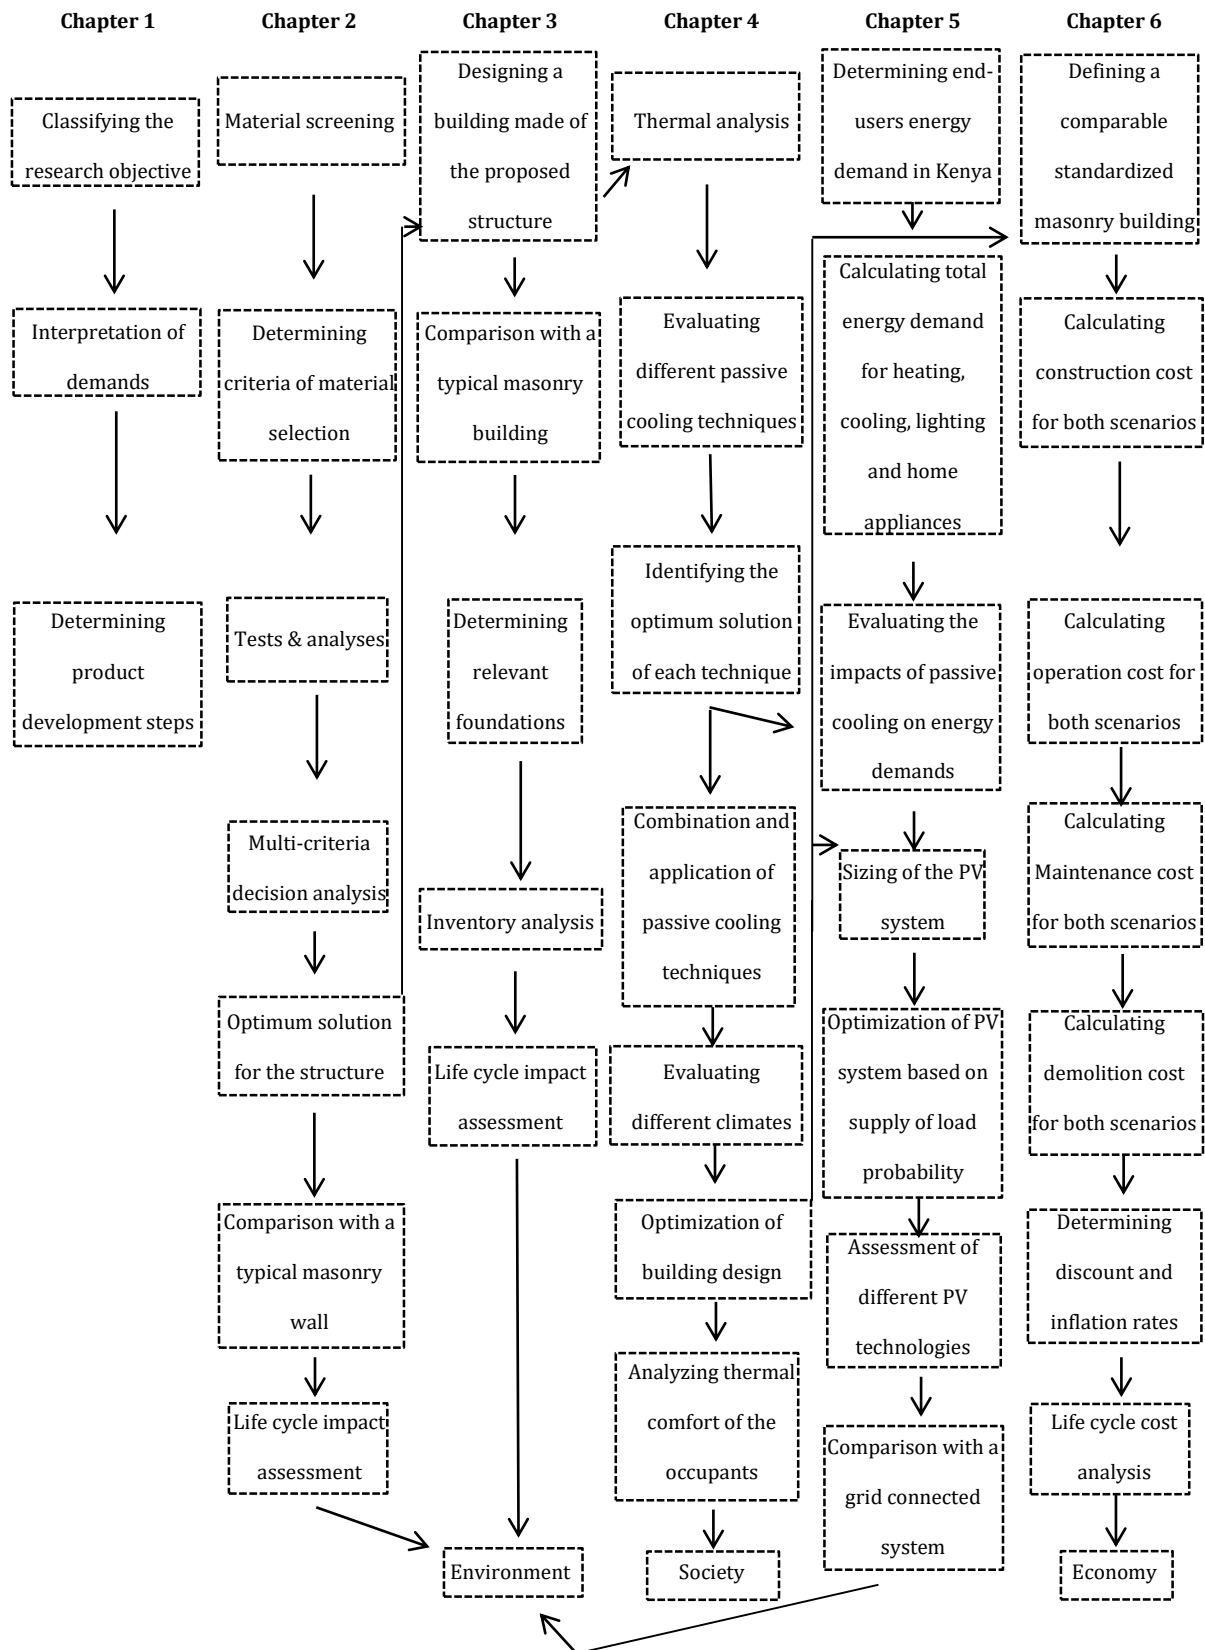 Chapter 1
Classifying the
research objective
Interpretation of
demands
Determining
product
development steps
Chapter 2
Material screening
Determining
criteria of material
selection
Tests & analyses
Multi-criteria
decision analysis
Optimum solution
for the structure
Comparison with a
typical masonry
wall
Life cycle impact
assessment
Chapter 3
Designing a
building made of
the proposed
structure
Comparison with a
typical masonry
building
Determining
relevant
foundations
Inventory analysis
Life cycle impact
assessment
Environment
Chapter 4
Thermal analysis
Evaluating
different passive
cooling techniques
Identifying the
optimum solution
of each technique
Combination and
application of
passive cooling
techniques
Evaluating
different climates
Optimization of
building design
Analyzing thermal
comfort of the
occupants
Society
Chapter 5
Determining end-
users energy
demand in Kenya
Calculating total
energy demand
for heating,
cooling, lighting
and home
appliances
Evaluating the
impacts of passive
cooling on energy
demands
Sizing of the PV
system
Optimization of PV
system based on
supply of load
probability
Assessment of
different PV
technologies
Comparison with a
grid connected
system
Chapter 6
Defining a
comparable
standardized
masonry building
Calculating
construction cost
for both scenarios
Calculating
operation cost for
both scenarios
Calculating
Maintenance cost
for both scenarios
Calculating
demolition cost
for both scenarios
Determining
discount and
inflation rates
Life cycle cost
analysis
Economy